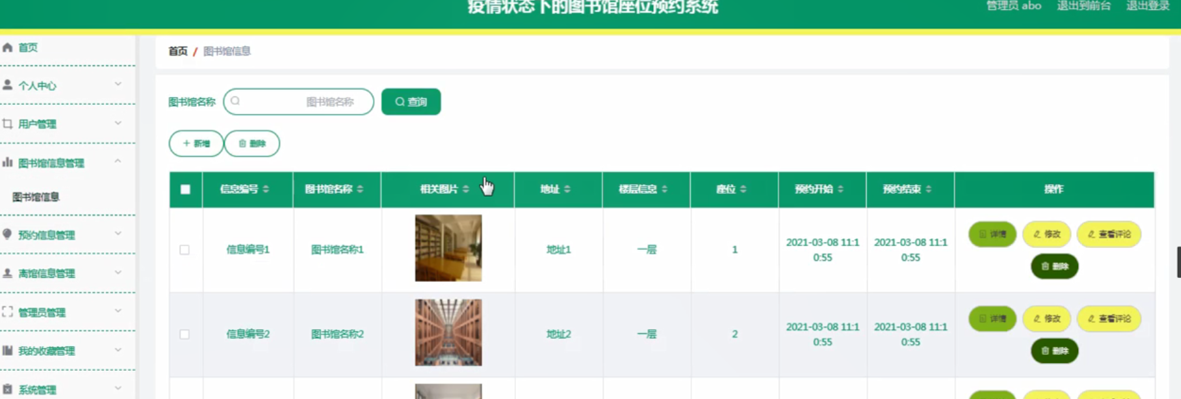 疫情状态下的图书馆座位预约系统
管理员 abo 退出到前台 退出登录
首页
个人中心
用户管理
图书馆信息管理
图书馆信息
预约信息管理
离馆信息管理
管理员管理
我的收藏管理
系统管理
首页 / 图书馆信息
图书馆名称 图书馆名称 查询
+ 新增 删除
信息编号 图书馆名称 相关图片 地址 楼层信息 座位 预约开始 预约结束 操作
信息编号1 图书馆名称1 地址1 一层 1 2021-03-08 11:1 2021-03-08 11:1 详情 修改 查看评论
0:55 0:55 删除
信息编号2 图书馆名称2 地址2 一层 2 2021-03-08 11:1 2021-03-08 11:1 详情 修改 查看评论
0:55 0:55 删除